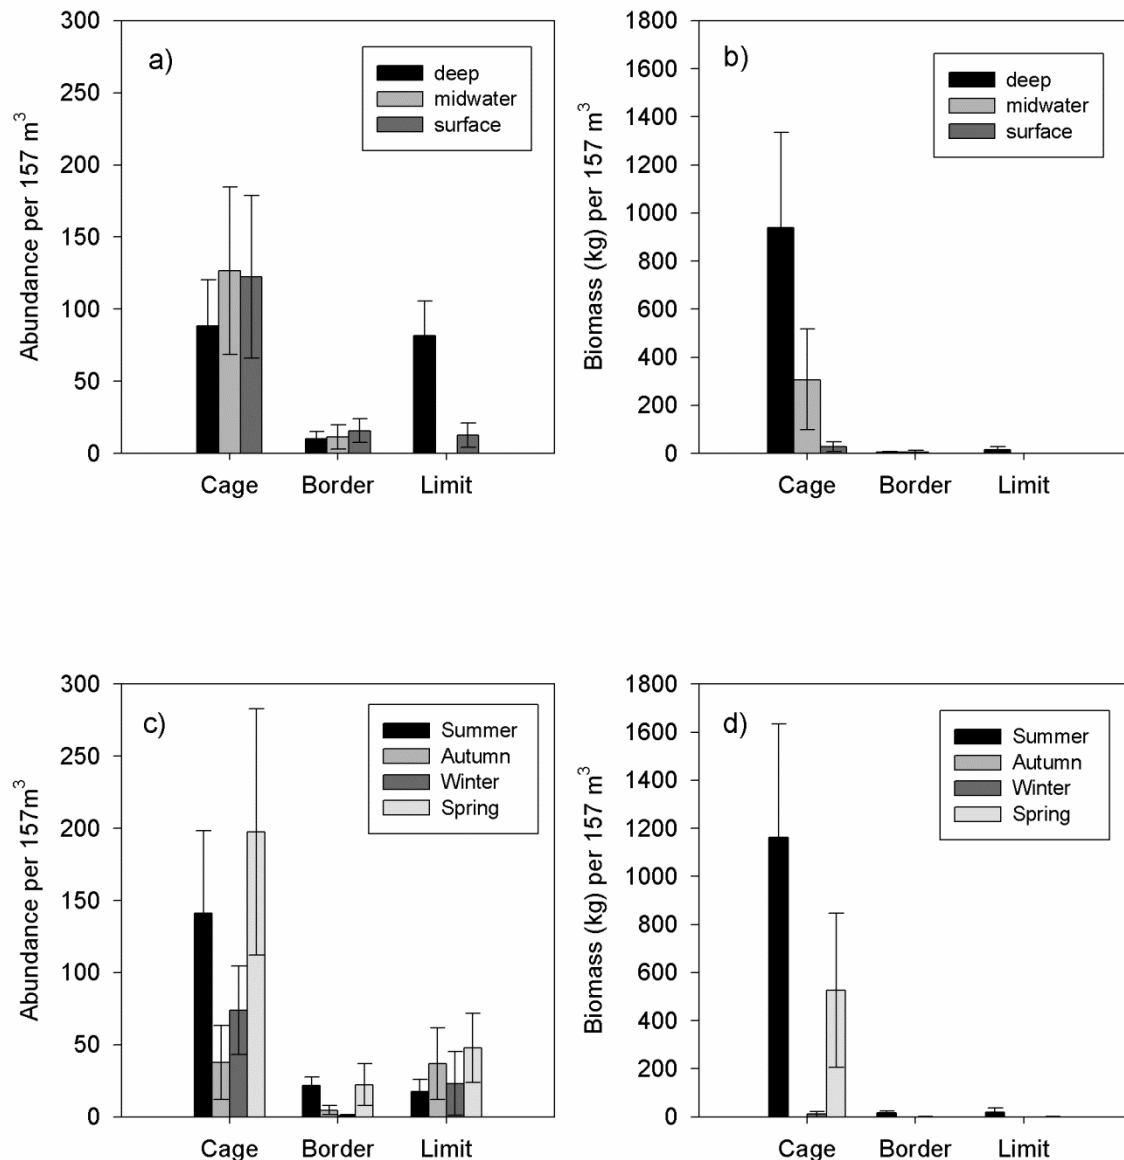 a)
deep
midwater
surface
Abundance per 157 m³
300
250
200
150
100
50
0
Cage Border Limit
b)
deep
midwater
surface
Biomass (kg) per 157 m³
1800
1600
1400
1200
1000
800
600
400
200
0
Cage Border Limit
c)
Summer
Autumn
Winter
Spring
Abundance per 157m³
300
250
200
150
100
50
0
Cage Border Limit
d)
Summer
Autumn
Winter
Spring
Biomass (kg) per 157 m³
1800
1600
1400
1200
1000
800
600
400
200
0
Cage Border Limit